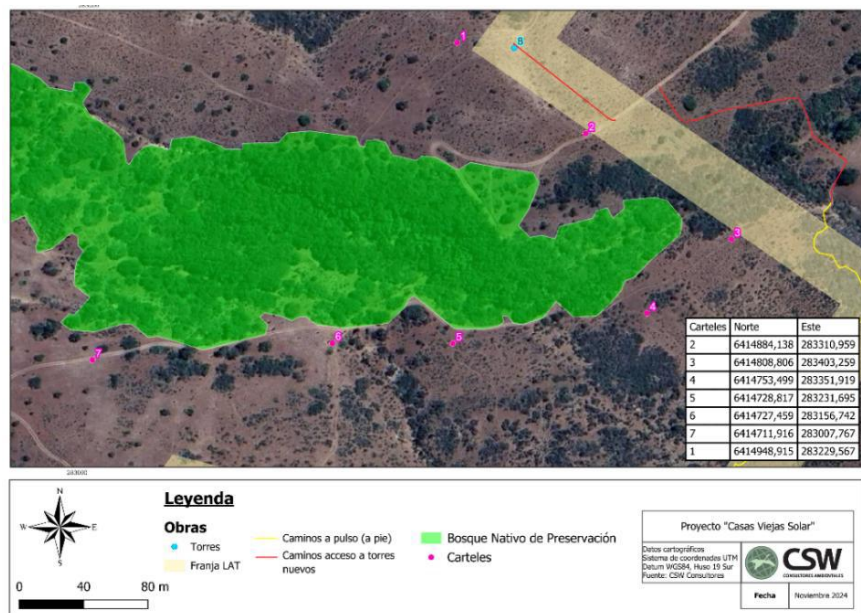 1
8
2
3
4
5
6
7
Carteles Norte Este
2 6414884,138 283310,959
3 6414808,806 283403,259
4 6414753,499 283351,919
5 6414728,817 283231,695
6 6414727,459 283156,742
7 6414711,916 283007,767
1 6414948,915 283229,567
283000
Leyenda
Obras
Torres
Franja LAT
Caminos a pulso (a pie)
Caminos acceso a torres
nuevos
Bosque Nativo de Preservación
Carteles
N
W E
S
0 40 80 m
Proyecto "Casas Viejas Solar"
Datos cartográficos
Sistema de coordenadas UTM
Datum WGS84, Huso 19 Sur
Fuente: CSW Consultores
CSW
CONSULTORES AMBIENTALES
Fecha Noviembre 2024